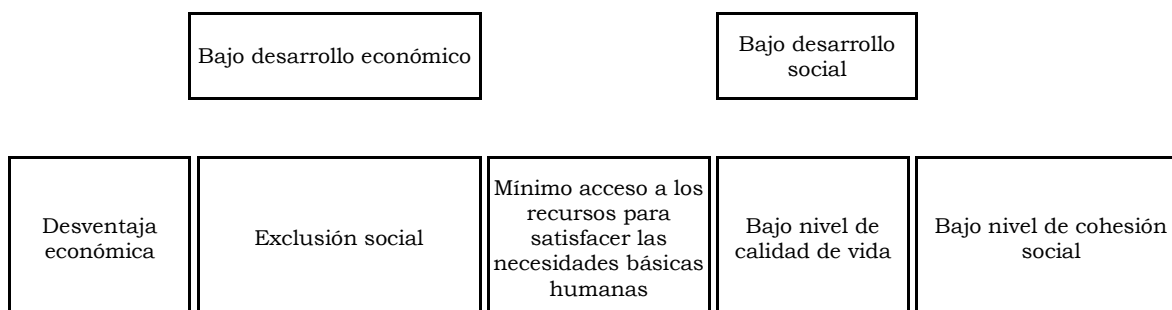 Bajo desarrollo económico
Bajo desarrollo
social
Desventaja
económica
Exclusión social
Mínimo acceso a los
recursos para
satisfacer las
necesidades básicas
humanas
Bajo nivel de
calidad de vida
Bajo nivel de cohesión
social